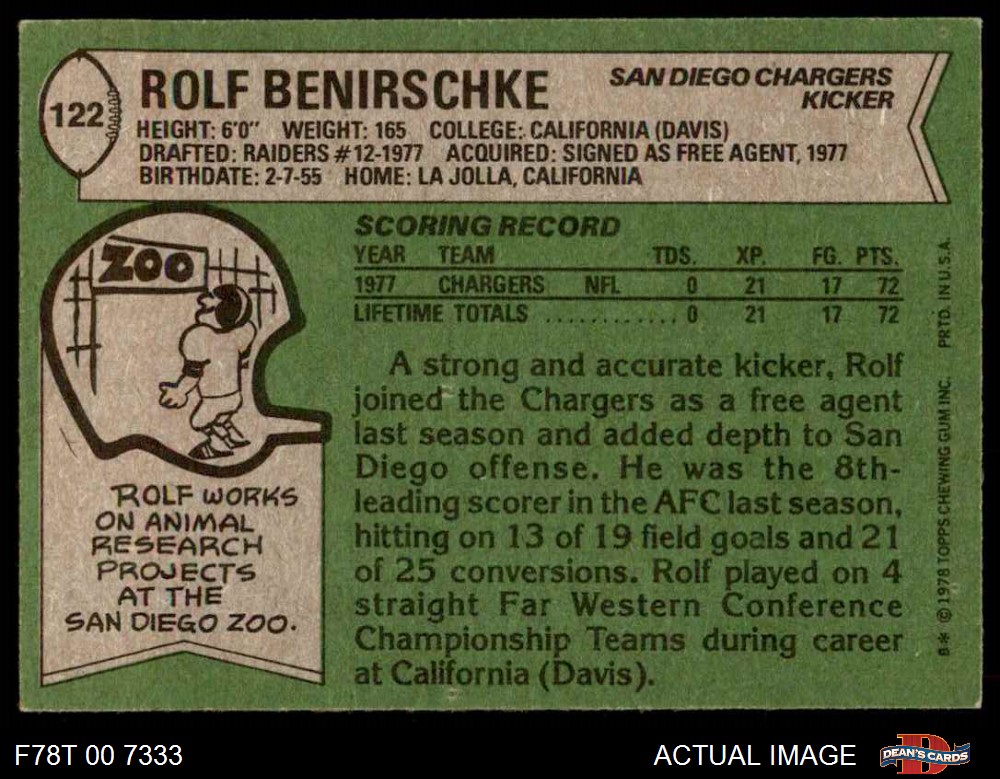 122
ROLF BENIRSCHKE
SAN DIEGO CHARGERS
KICKER
HEIGHT: 6'0" WEIGHT: 165 COLLEGE: CALIFORNIA (DAVIS)
DRAFTED: RAIDERS #12-1977 ACQUIRED: SIGNED AS FREE AGENT, 1977
BIRTHDATE: 2-7-55 HOME: LA JOLLA, CALIFORNIA
ZOO
ROLF WORKS
ON ANIMAL
RESEARCH
PROJECTS
AT THE
SAN DIEGO ZOO.
SCORING RECORD
YEAR TEAM TDS. XP. FG. PTS.
1977 CHARGERS NFL 0 21 17 72
LIFETIME TOTALS ............ 0 21 17 72
A strong and accurate kicker, Rolf
joined the Chargers as a free agent
last season and added depth to San
Diego offense. He was the 8th-
leading scorer in the AFC last season,
hitting on 13 of 19 field goals and 21
of 25 conversions. Rolf played on 4
straight Far Western Conference
Championship Teams during career
at California (Davis).
B* © 1978 TOPPS CHEWING GUM INC. PRTD. IN U.S.A.
F78T 00 7333
ACTUAL IMAGE
DEAN'S CARDS